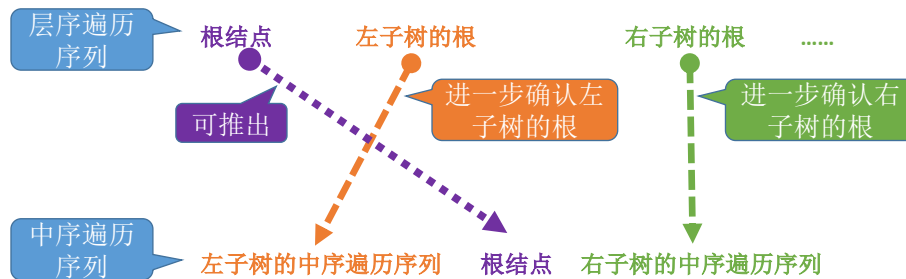 层序遍历
序列
根结点
左子树的根
右子树的根
……
可推出
进一步确认左
子树的根
进一步确认右
子树的根
中序遍历
序列
左子树的中序遍历序列
根结点
右子树的中序遍历序列